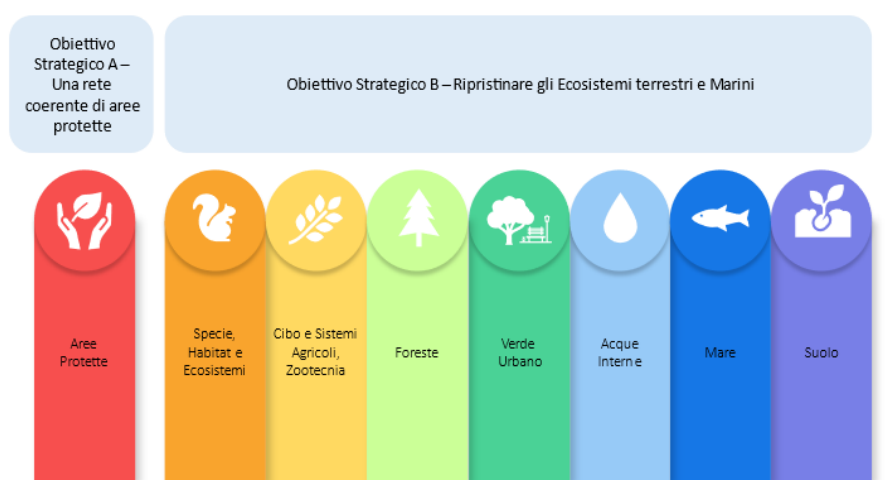 Obiettivo
Strategico A –
Una rete
coerente di aree
protette
Obiettivo Strategico B – Ripristinare gli Ecosistemi terrestri e Marini
Aree
Protette
Specie,
Habitat e
Ecosistemi
Cibo e Sistemi
Agricoli,
Zootecnia
Foreste
Verde
Urbano
Acque
Interne
Mare
Suolo